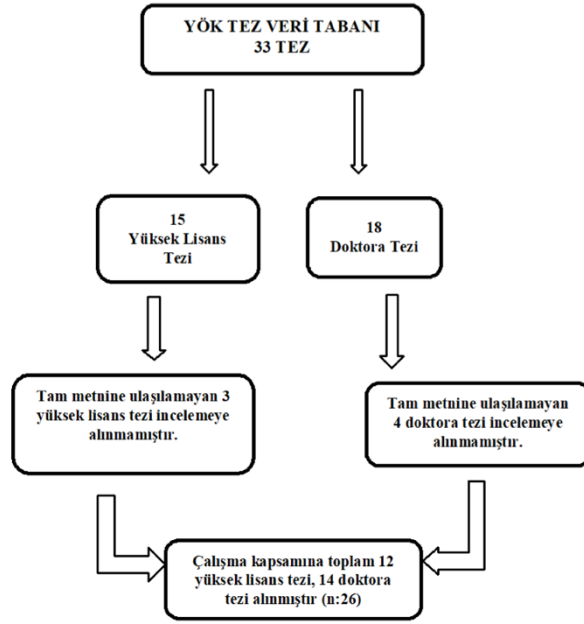 YÖK TEZ VERİ TABANI
33 TEZ
15
Yüksek Lisans
Tezi
18
Doktora Tezi
Tam metnine ulaşılamayan 3
yüksek lisans tezi incelemeye
alınmamıştır.
Tam metnine ulaşılamayan
4 doktora tezi incelemeye
alınmamıştır.
Çalışma kapsamına toplam 12
yüksek lisans tezi, 14 doktora
tezi alınmıştır (n:26)